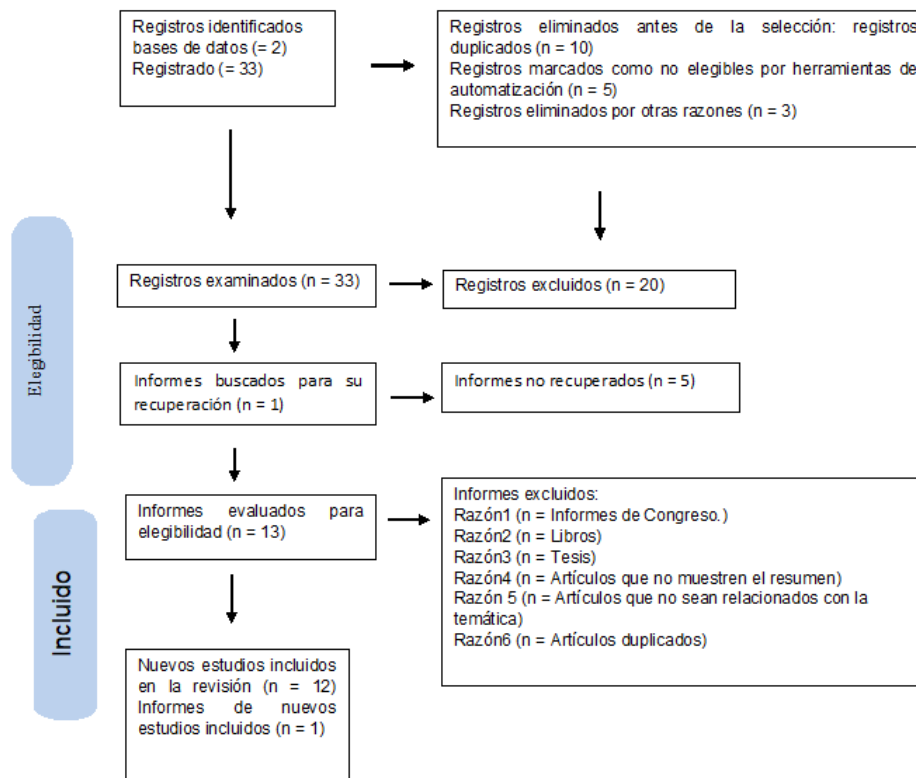 Registros identificados
bases de datos (= 2)
Registrado (= 33)
Registros eliminados antes de la selección: registros
duplicados (n = 10)
Registros marcados como no elegibles por herramientas de
automatización (n = 5)
Registros eliminados por otras razones (n = 3)
Elegibilidad
Registros examinados (n = 33)
Registros excluidos (n = 20)
Informes buscados para su
recuperación (n = 1)
Informes no recuperados (n = 5)
Informes evaluados para
elegibilidad (n = 13)
Informes excluidos:
Razón1 (n = Informes de Congreso.)
Razón2 (n = Libros)
Razón3 (n = Tesis)
Razón4 (n = Artículos que no muestren el resumen)
Razón 5 (n = Artículos que no sean relacionados con la
temática)
Razón6 (n = Artículos duplicados)
Incluido
Nuevos estudios incluidos
en la revisión (n = 12)
Informes de nuevos
estudios incluidos (n = 1)